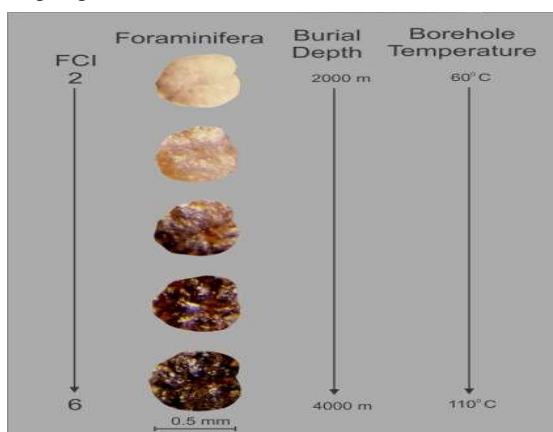 Foraminifera
Burial
Depth
Borehole
Temperature
FCI
2
2000 m
60°C
6
4000 m
110°C
0.5 mm